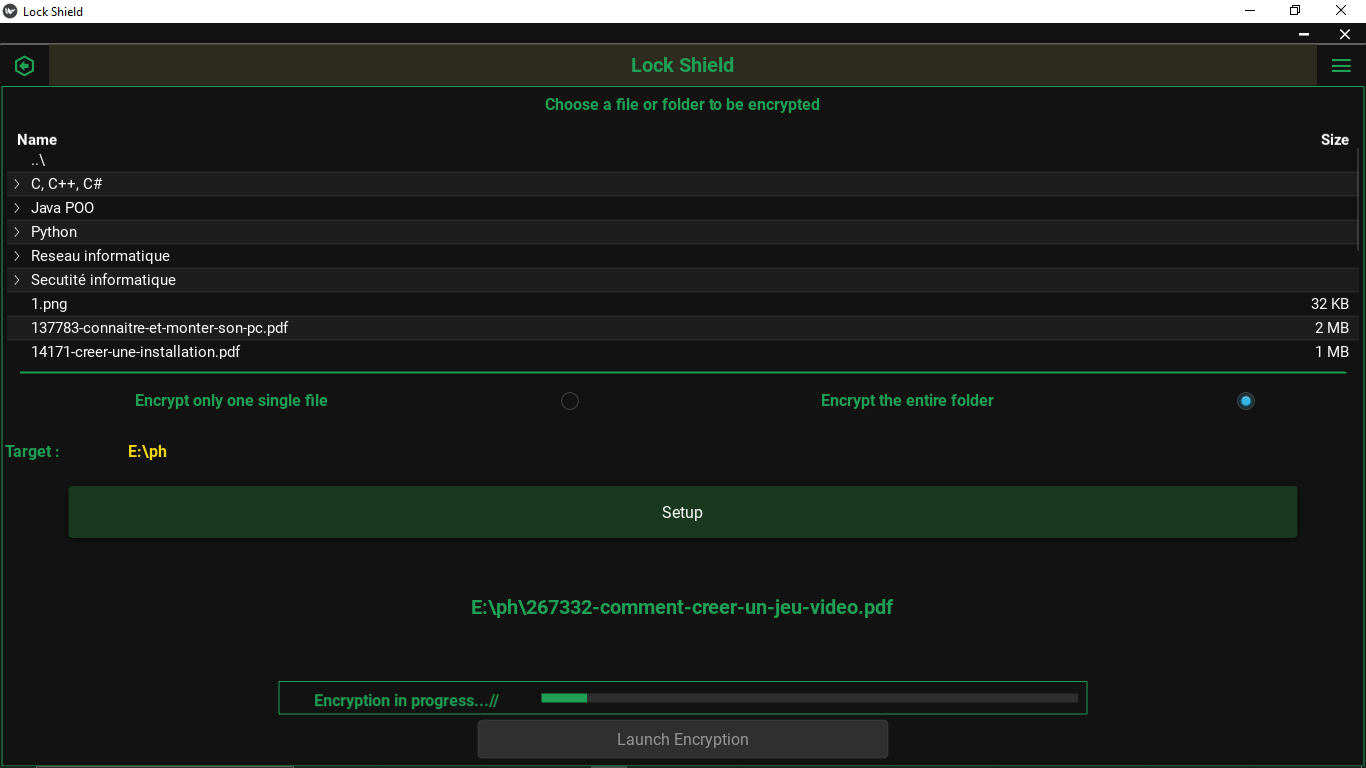 Lock Shield
Lock Shield
Choose a file or folder to be encrypted
Name Size
..\
C, C++, C#
Java POO
Python
Reseau informatique
Secutité informatique
1.png 32 KB
137783-connaitre-et-monter-son-pc.pdf 2 MB
14171-creer-une-installation.pdf 1 MB
Encrypt only one single file Encrypt the entire folder
Target : E:\ph
Setup
E:\ph\267332-comment-creer-un-jeu-video.pdf
Encryption in progress...//
Launch Encryption